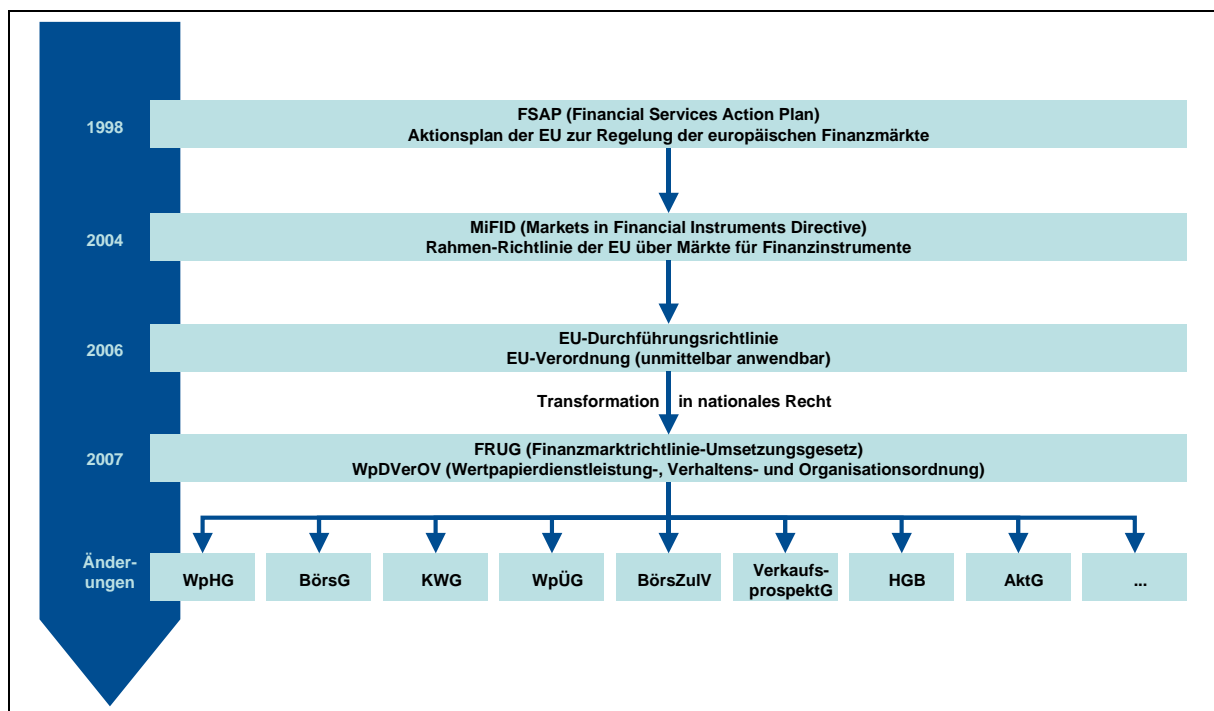 1998
FSAP (Financial Services Action Plan)
Aktionsplan der EU zur Regelung der europäischen Finanzmärkte
2004
MiFID (Markets in Financial Instruments Directive)
Rahmen-Richtlinie der EU über Märkte für Finanzinstrumente
2006
EU-Durchführungsrichtlinie
EU-Verordnung (unmittelbar anwendbar)
Transformation in nationales Recht
2007
FRUG (Finanzmarktrichtlinie-Umsetzungsgesetz)
WpDVerOV (Wertpapierdienstleistung-, Verhaltens- und Organisationsordnung)
Änder-
ungen
WpHG
BörsG
KWG
WpÜG
BörsZulV
Verkaufs-
prospektG
HGB
AktG
...